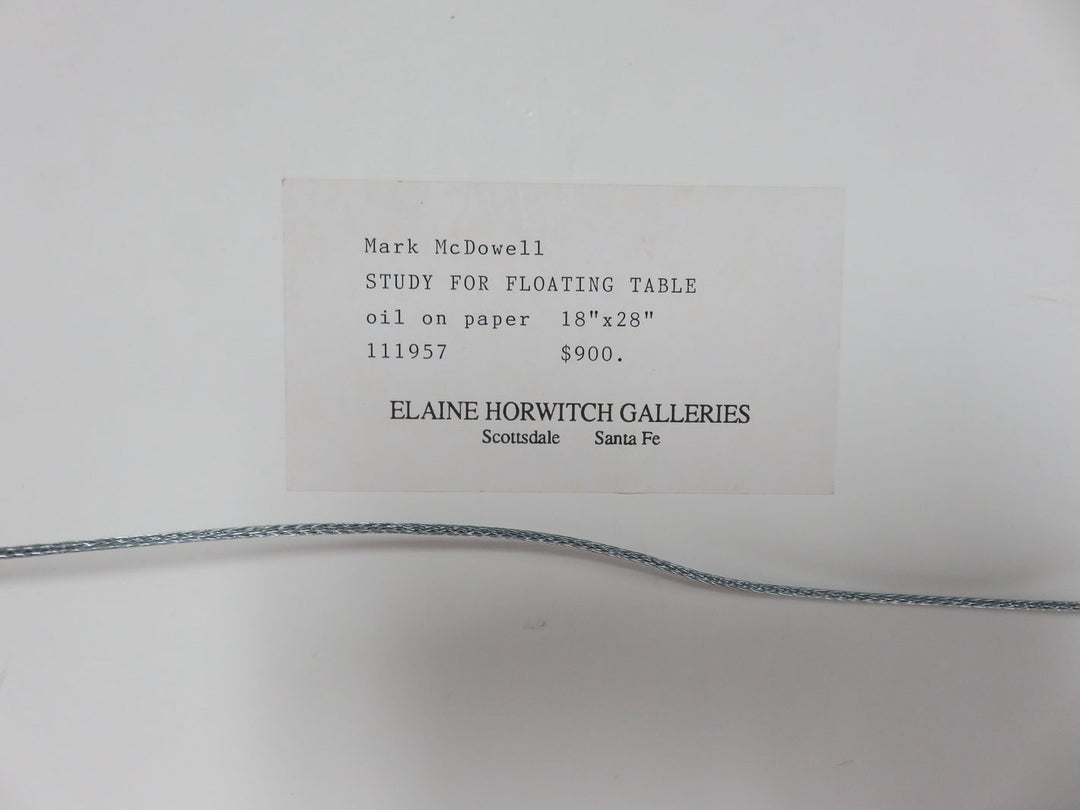 Mark McDowell
STUDY FOR FLOATING TABLE
oil on paper 18"x28"
111957 $900.
ELAINE HORWITCH GALLERIES
Scottsdale Santa Fe